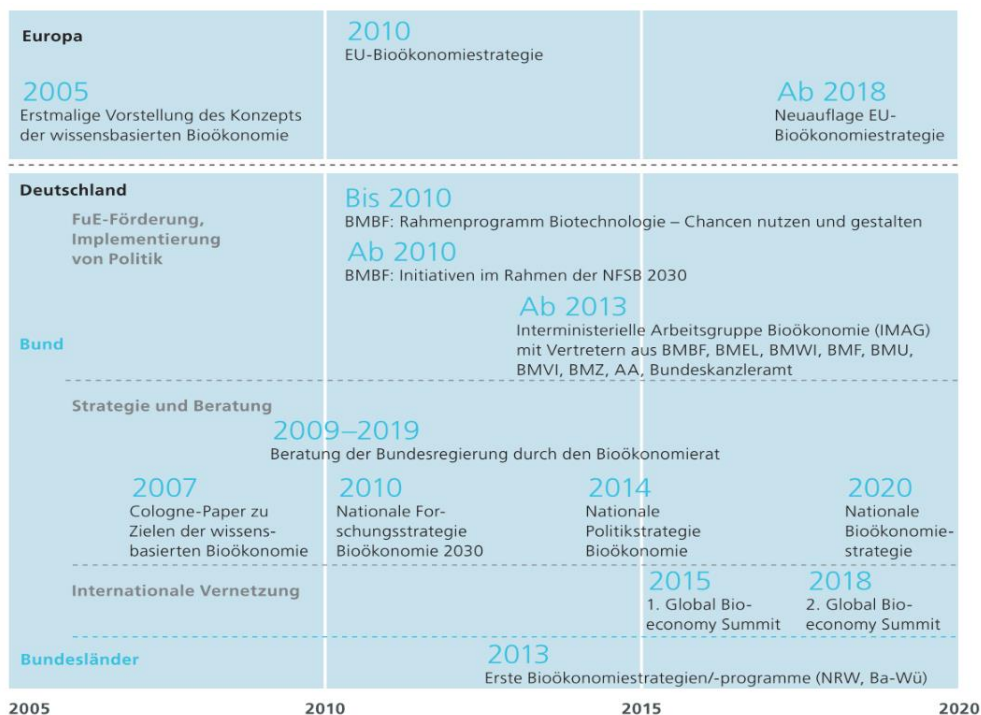 Europa
2010
EU-Bioökonomiestrategie
2005
Erstmalige Vorstellung des Konzepts
der wissensbasierten Bioökonomie
Ab 2018
Neuauflage EU-
Bioökonomiestrategie
Deutschland
FuE-Förderung,
Implementierung
von Politik
Bis 2010
BMBF: Rahmenprogramm Biotechnologie – Chancen nutzen und gestalten
Ab 2010
BMBF: Initiativen im Rahmen der NFSB 2030
Ab 2013
Interministerielle Arbeitsgruppe Bioökonomie (IMAG)
mit Vertretern aus BMBF, BMEL, BMWI, BMF, BMU,
BMVI, BMZ, AA, Bundeskanzleramt
Bund
Strategie und Beratung
2009–2019
Beratung der Bundesregierung durch den Bioökonomierat
2007
Cologne-Paper zu
Zielen der wissens-
basierten Bioökonomie
2010
Nationale For-
schungsstrategie
Bioökonomie 2030
2014
Nationale
Politikstrategie
Bioökonomie
2020
Nationale
Bioökonomie-
strategie
Internationale Vernetzung
2015
1. Global Bio-
economy Summit
2018
2. Global Bio-
economy Summit
Bundesländer
2013
Erste Bioökonomiestrategien/-programme (NRW, Ba-Wü)
2005
2010
2015
2020